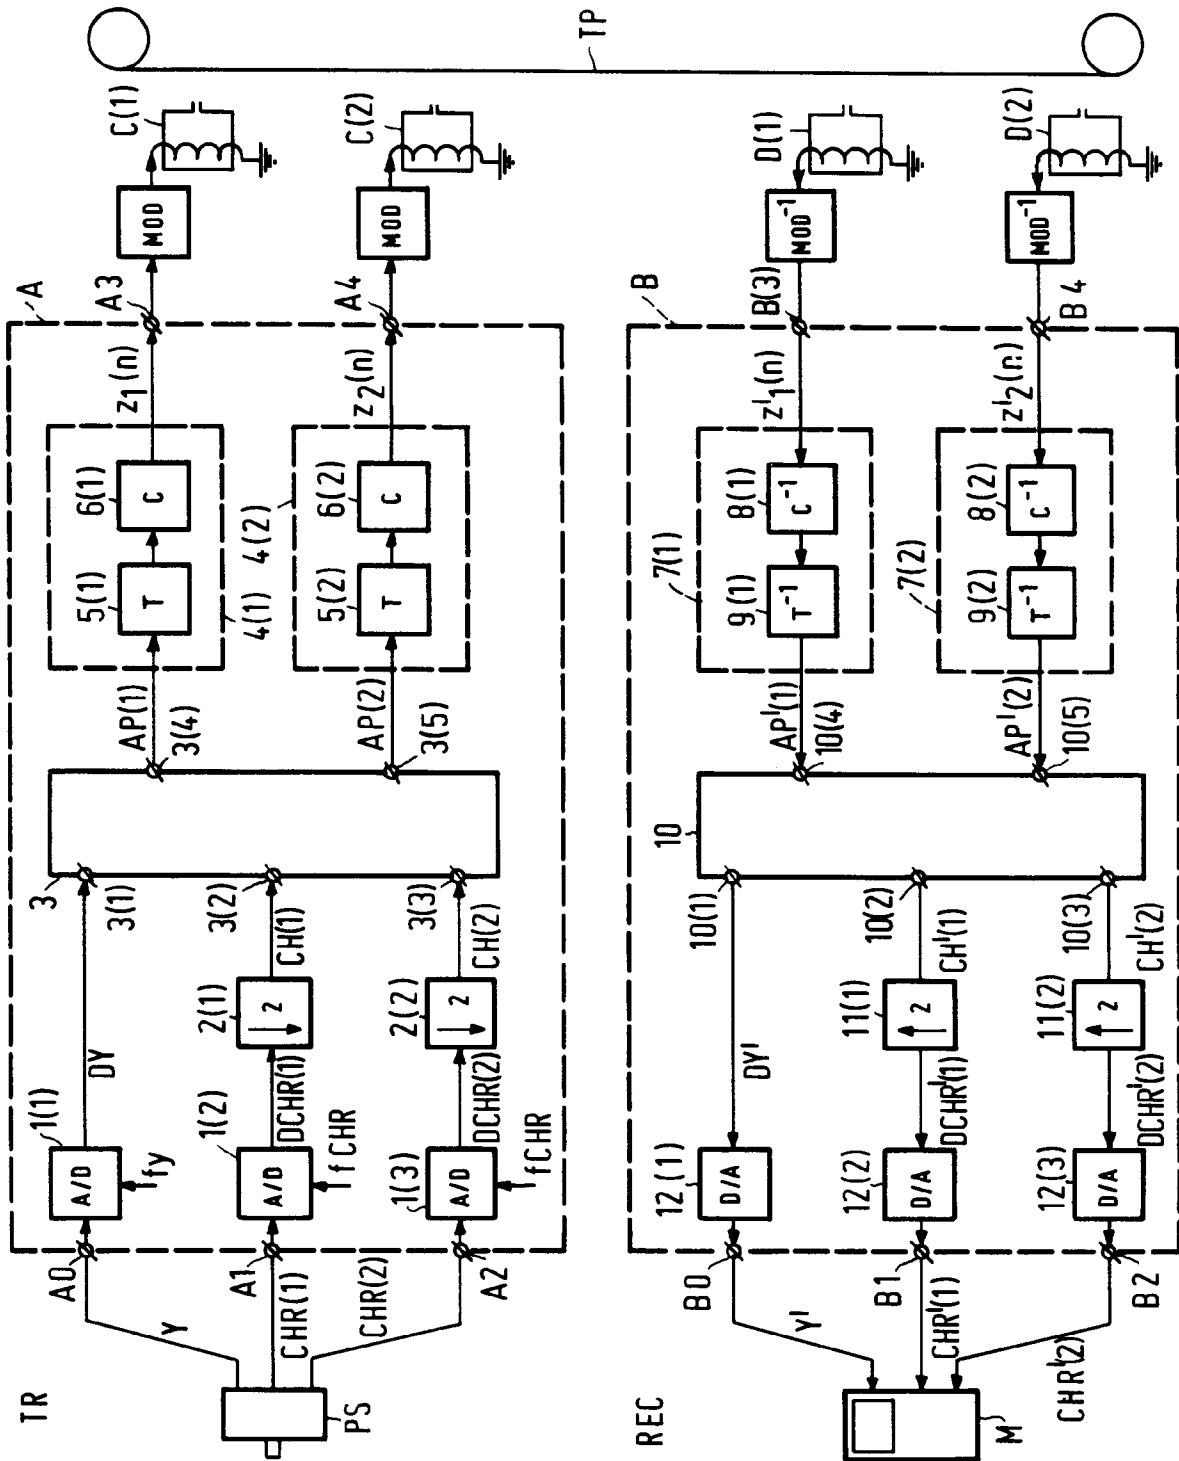 TR
PS
Y
CHR(1)
CHR(2)
A0
A1
A2
1(1)
A/D
fy
1(2)
A/D
fCHR
1(3)
A/D
fCHR
DY
DCHR(1)
DCHR(2)
2(1)
2
2(2)
2
CH(1)
CH(2)
3
3(1)
3(2)
3(3)
3(4)
3(5)
AP(1)
AP(2)
4(1)
5(1)
T
6(1)
C
4(2)
5(2)
T
6(2)
C
z1(n)
z2(n)
A
A3
A4
MOD
MOD
C(1)
C(2)
TP
REC
M
Y'
CHR'(1)
CHR'(2)
B0
B1
B2
12(1)
D/A
12(2)
D/A
12(3)
D/A
DY'
DCHR'(1)
DCHR'(2)
11(1)
2
11(2)
2
CH'(1)
CH'(2)
10
10(1)
10(2)
10(3)
10(4)
10(5)
AP'(1)
AP'(2)
7(1)
9(1)
T-1
8(1)
C-1
7(2)
9(2)
T-1
8(2)
C-1
z'1(n)
z'2(n)
B
B(3)
B4
MOD-1
MOD-1
D(1)
D(2)